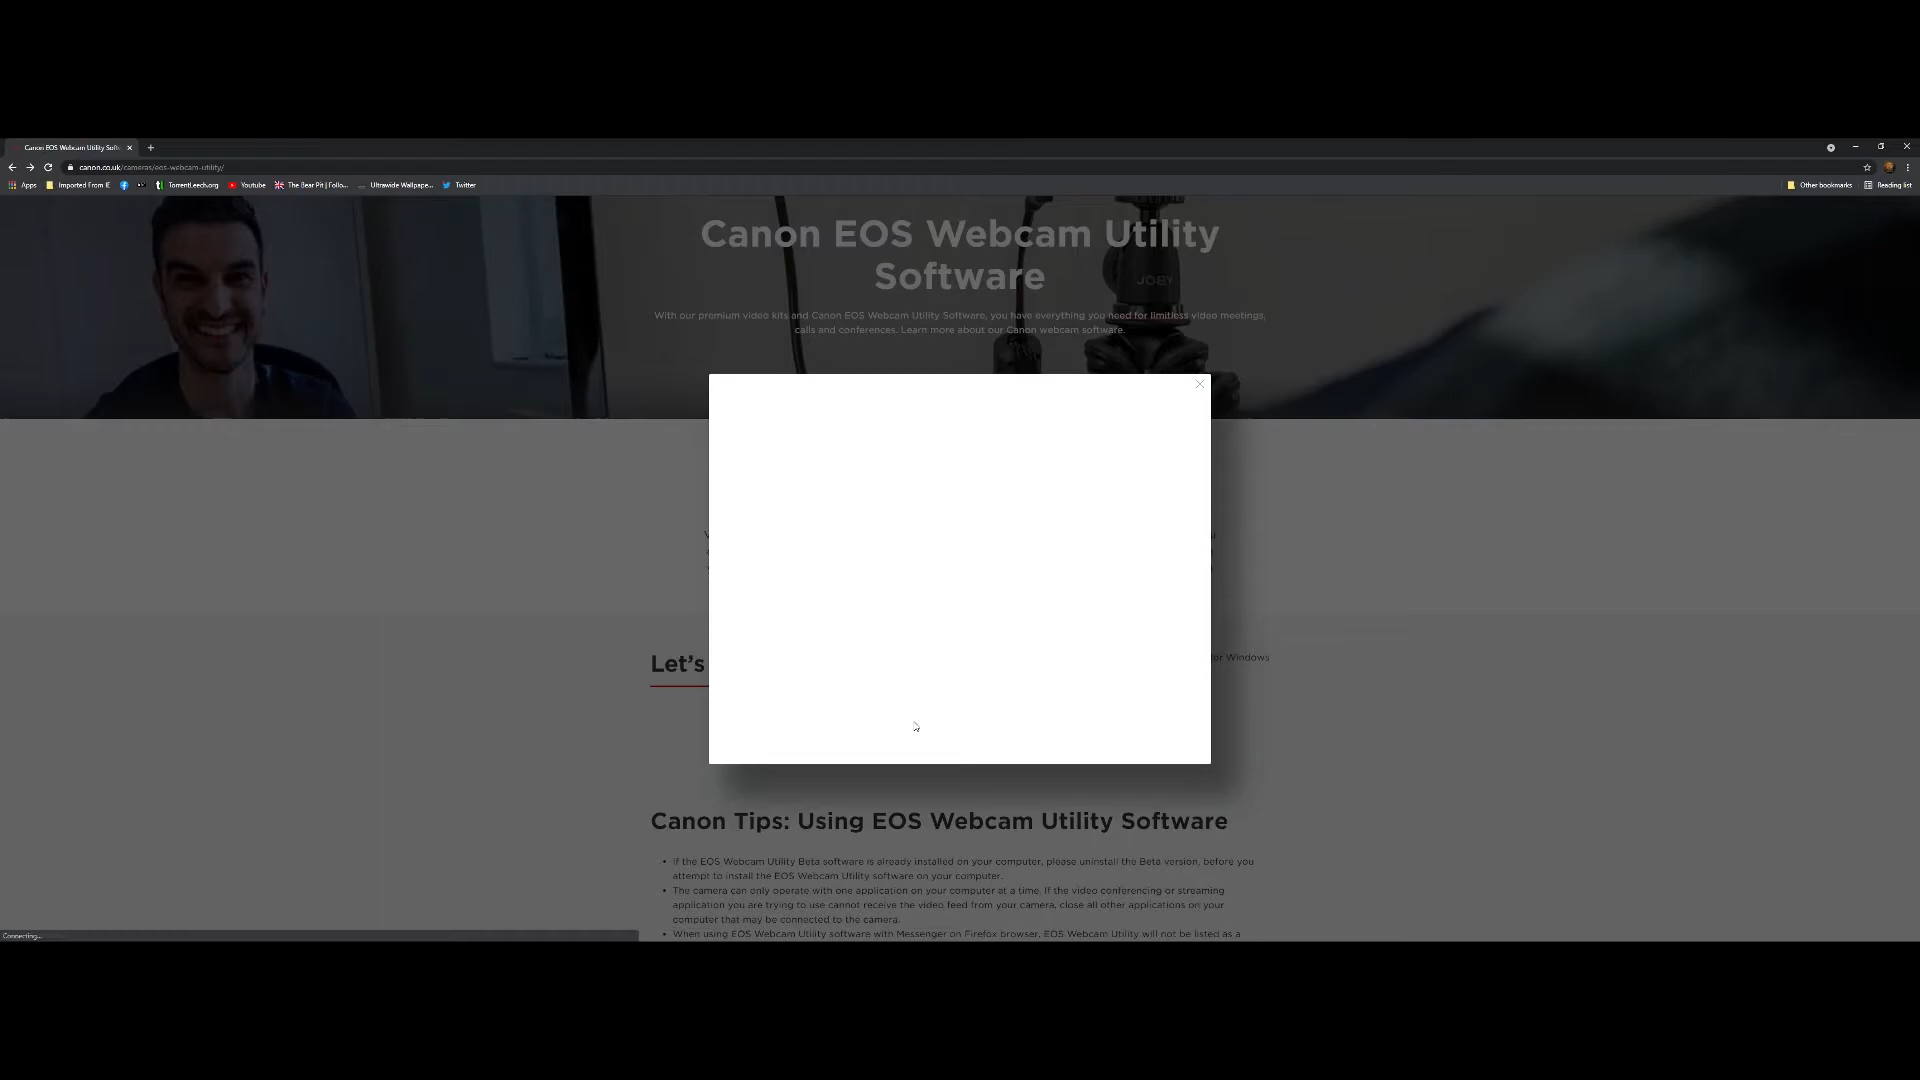 Canon EOS Webcam Utility Soft
canon.co.uk/cameras/eos-webcam-utility/
Apps Imported From IE TorrentLeech.org Youtube The Bear Pit | Follo... Ultrawide Wallpape... Twitter Other bookmarks Reading list
Canon EOS Webcam Utility
Software
JOBY
With our premium video kits and Canon EOS Webcam Utility Software, you have everything you need for limitless video meetings,
calls and conferences. Learn more about our Canon webcam software.
Let’s
for Windows
Canon Tips: Using EOS Webcam Utility Software
• If the EOS Webcam Utility Beta software is already installed on your computer, please uninstall the Beta version, before you
attempt to install the EOS Webcam Utility software on your computer.
• The camera can only operate with one application on your computer at a time. If the video conferencing or streaming
application you are trying to use cannot receive the video feed from your camera, close all other applications on your
computer that may be connected to the camera.
• When using EOS Webcam Utility software with Messenger on Firefox browser, EOS Webcam Utility will not be listed as a
Connecting...